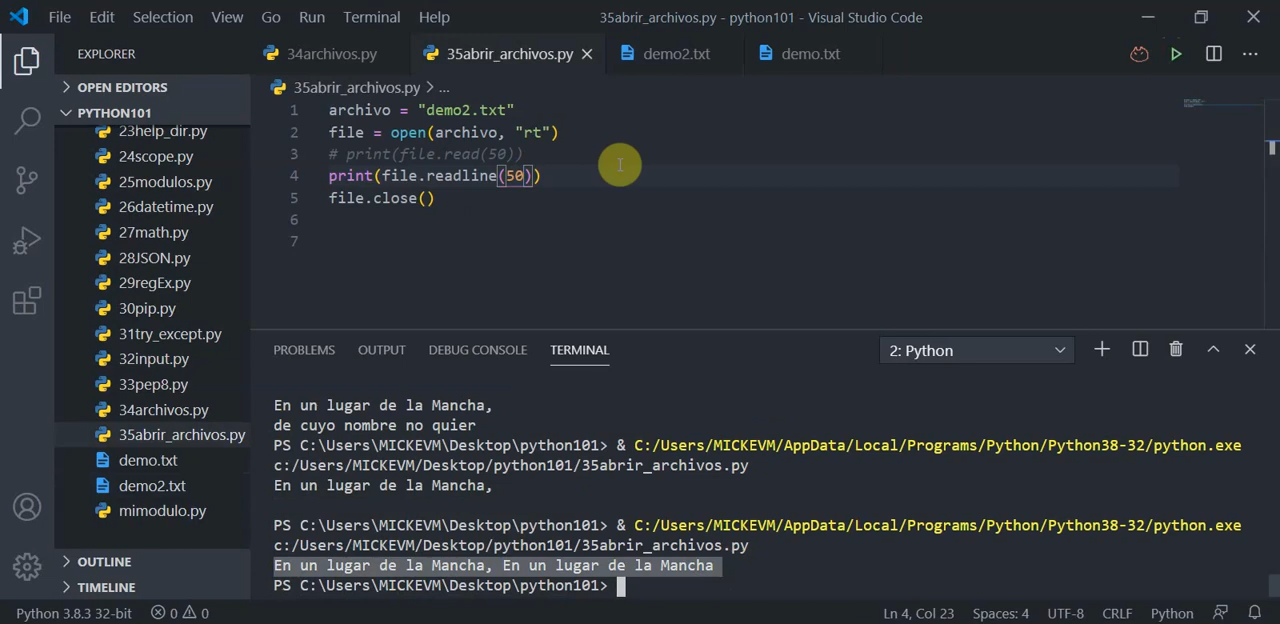 File Edit Selection View Go Run Terminal Help 35abrir_archivos.py - python101 - Visual Studio Code
EXPLORER 34archivos.py 35abrir_archivos.py demo2.txt demo.txt
OPEN EDITORS
PYTHON101
23help_dir.py
24scope.py
25modulos.py
26datetime.py
27math.py
28JSON.py
29regEx.py
30pip.py
31try_except.py
32input.py
33pep8.py
34archivos.py
35abrir_archivos.py
demo.txt
demo2.txt
mimodulo.py
OUTLINE
TIMELINE
35abrir_archivos.py > ...
1 archivo = "demo2.txt"
2 file = open(archivo, "rt")
3 # print(file.read(50))
4 print(file.readline(50))
5 file.close()
6
7
PROBLEMS OUTPUT DEBUG CONSOLE TERMINAL 2: Python
En un lugar de la Mancha,
de cuyo nombre no quier
PS C:\Users\MICKEVM\Desktop\python101> & C:/Users/MICKEVM/AppData/Local/Programs/Python/Python38-32/python.exe
c:/Users/MICKEVM/Desktop/python101/35abrir_archivos.py
En un lugar de la Mancha,
PS C:\Users\MICKEVM\Desktop\python101> & C:/Users/MICKEVM/AppData/Local/Programs/Python/Python38-32/python.exe
c:/Users/MICKEVM/Desktop/python101/35abrir_archivos.py
En un lugar de la Mancha, En un lugar de la Mancha
PS C:\Users\MICKEVM\Desktop\python101>
Python 3.8.3 32-bit 0 0 Ln 4, Col 23 Spaces: 4 UTF-8 CRLF Python